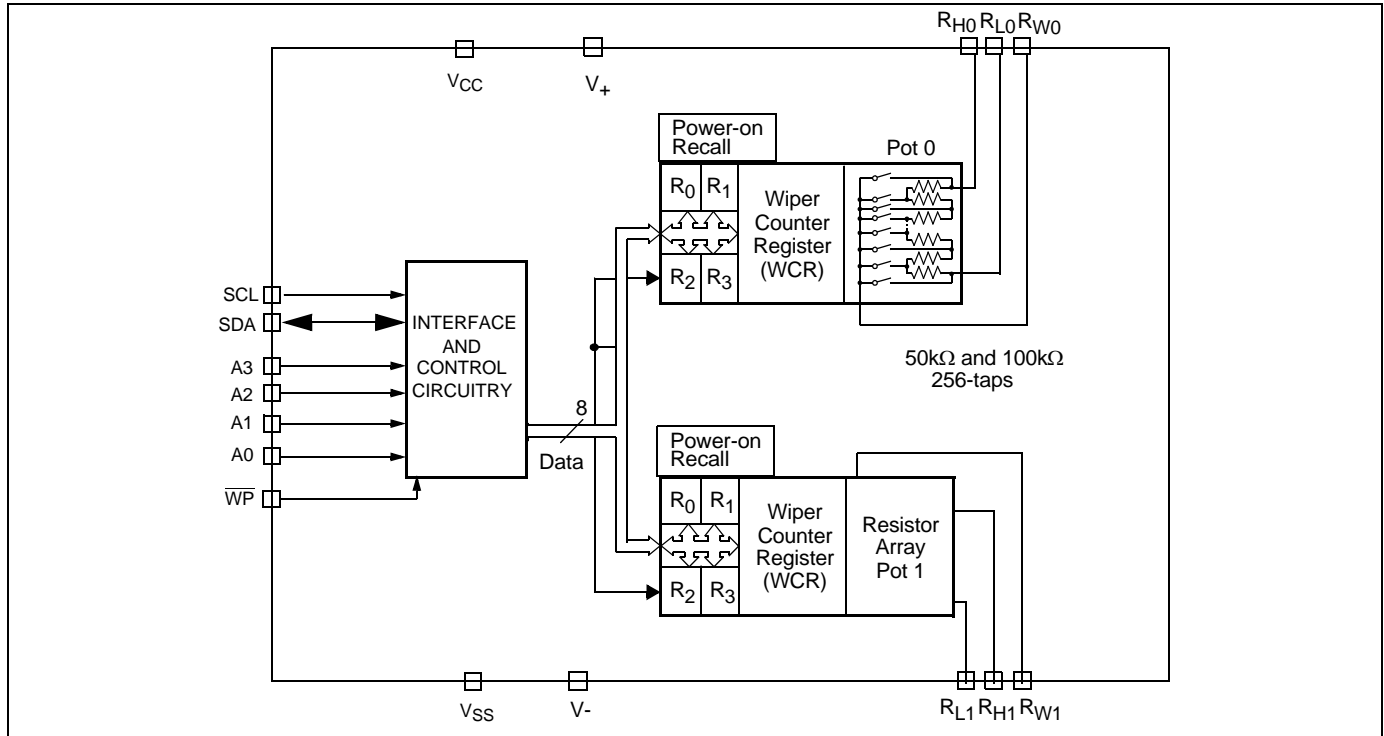 RH0 RL0 RW0
VCC
V+
Power-on
Recall
Pot 0
R0 R1
R2 R3
Wiper
Counter
Register
(WCR)
SCL
SDA
A3
A2
A1
A0
WP
INTERFACE
AND
CONTROL
CIRCUITRY
50kΩ and 100kΩ
256-taps
8
Data
Power-on
Recall
R0 R1
R2 R3
Wiper
Counter
Register
(WCR)
Resistor
Array
Pot 1
VSS
V-
RL1 RH1 RW1